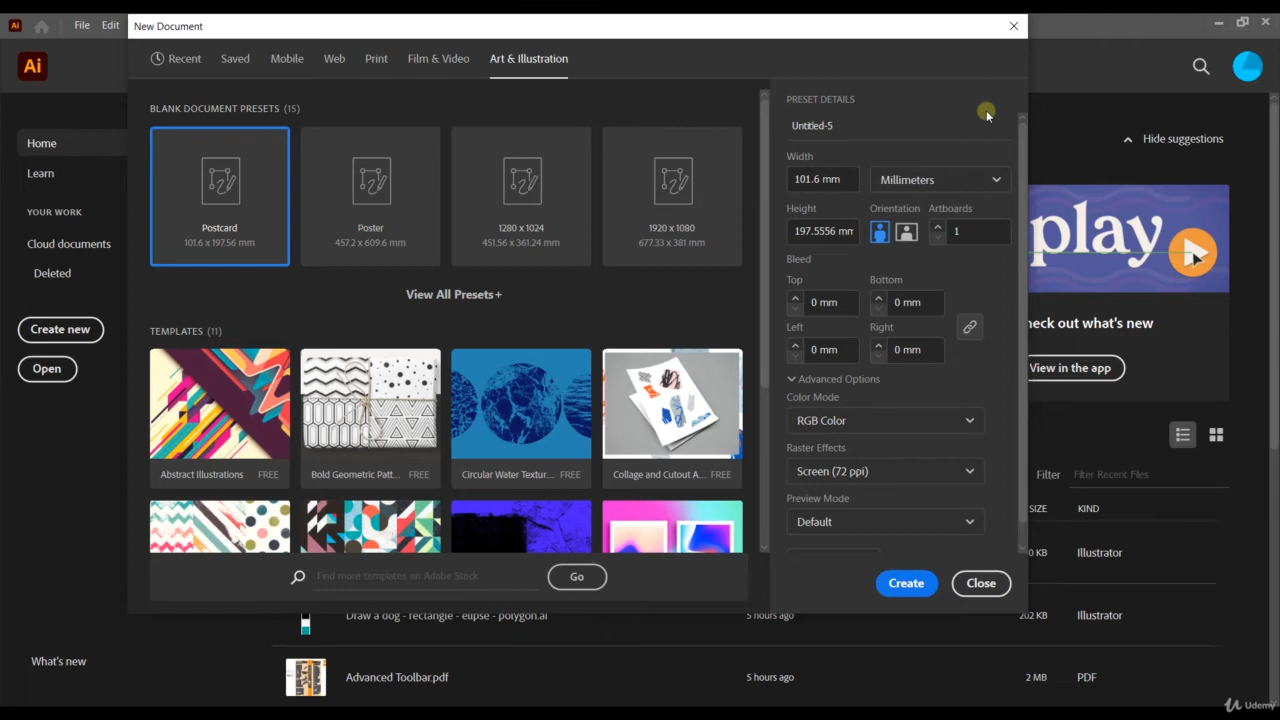 Ai
File
Edit
New Document
Ai
Recent
Saved
Mobile
Web
Print
Film & Video
Art & Illustration
Home
Learn
YOUR WORK
Cloud documents
Deleted
Create new
Open
What's new
BLANK DOCUMENT PRESETS (15)
Postcard
101.6 x 197.56 mm
Poster
457.2 x 609.6 mm
1280 x 1024
451.56 x 361.24 mm
1920 x 1080
677.33 x 381 mm
View All Presets+
TEMPLATES (11)
Abstract Illustrations FREE
Bold Geometric Patt... FREE
Circular Water Textur... FREE
Collage and Cutout A... FREE
Find more templates on Adobe Stock
Go
PRESET DETAILS
Untitled-5
Width
101.6 mm
Millimeters
Height
Orientation
Artboards
197.5556 mm
1
Bleed
Top
Bottom
0 mm
0 mm
Left
Right
0 mm
0 mm
Advanced Options
Color Mode
RGB Color
Raster Effects
Screen (72 ppi)
Preview Mode
Default
Create
Close
Hide suggestions
play
heck out what's new
View in the app
Filter
Filter Recent Files
SIZE
KIND
0 KB
Illustrator
Draw a dog - rectangle - elipse - polygon.ai
5 hours ago
202 KB
Illustrator
Advanced Toolbar.pdf
5 hours ago
2 MB
PDF
Udemy